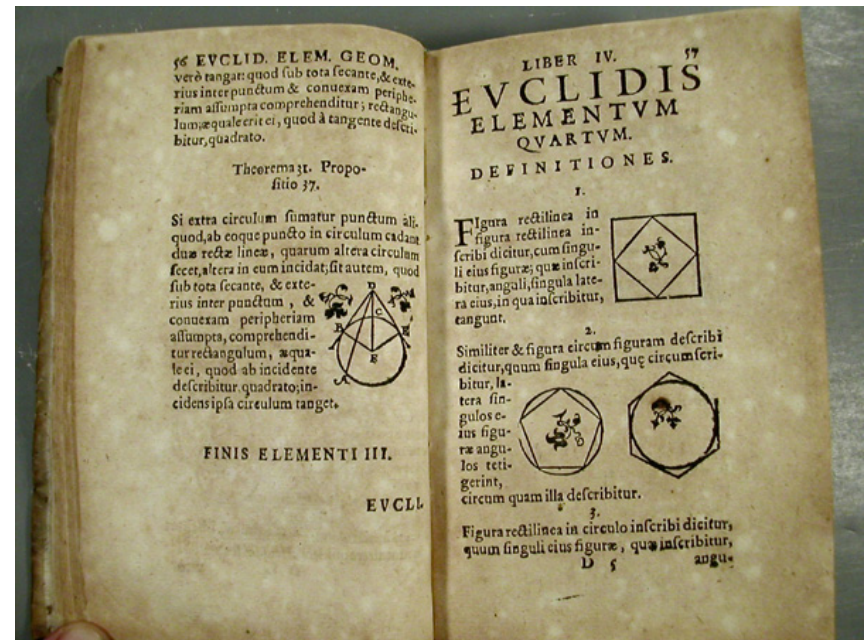 56 EVCLID. ELEM. GEOM.
verò tangat: quod ſub tota ſecante, & exte-
rius inter punctum & conuexam periphe-
riam aſſumpta comprehenditur; rectangu-
lum, æquale erit ei, quod à tangente deſcri-
bitur, quadrato.
Theorema 31. Propo-
ſitio 37.
Si extra circulum ſumatur punctum ali-
quod, ab eoque puncto in circulum cadant
duæ rectæ lineæ, quarum altera circulum
ſecet, altera in eum incidat; ſit autem, quod
ſub tota ſecante, & exte-
rius inter punctum, &
conuexam peripheriam
aſſumpta, comprehendi-
tur rectangulum, æqua-
le ei, quod ab incidente
deſcribitur. quadrato; in-
cidens ipſa circulum tanget.
D
C
B
E
A
FINIS ELEMENTI III.
EVCLI.
LIBER IV. 57
EVCLIDIS
ELEMENTVM
QVARTVM.
DEFINITIONES.
1.
FIgura rectilinea in
figura rectilinea in-
ſcribi dicitur, cum ſingu-
li eius figuræ; quæ inſcri-
bitur, anguli, ſingula late-
ra eius, in qua inſcribitur,
tangunt.
2.
Similiter & figura circum figuram deſcribi
dicitur, quum ſingula eius, quę circumſcri-
bitur, la-
tera ſin-
gulos e-
ius figu-
ræ angu-
los teti-
gerint,
circum quam illa deſcribitur.
3.
Figura rectilinea in circulo inſcribi dicitur,
quum ſinguli eius figuræ, quæ inſcribitur,
D 5 angu-